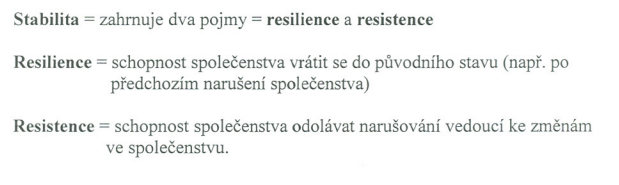 Stabilita = zahrnuje dva pojmy = resilience a resistence
Resilience = schopnost společenstva vrátit se do původního stavu (např. po
předchozím narušení společenstva)
Resistence = schopnost společenstva odolávat narušování vedoucí ke změnám
ve společenstvu.